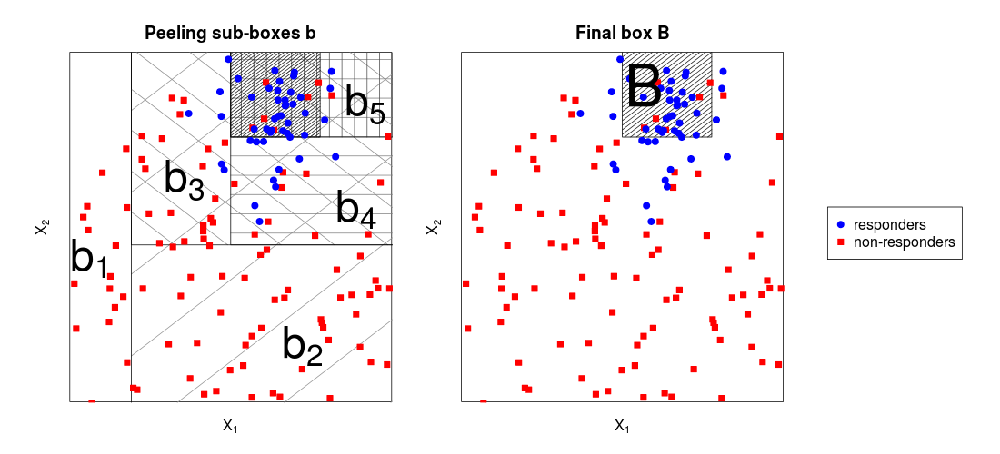 Peeling sub-boxes b
Final box B
b₅
b₃
b₄
b₁
b₂
X₂
X₁
B
X₂
X₁
responders
non-responders